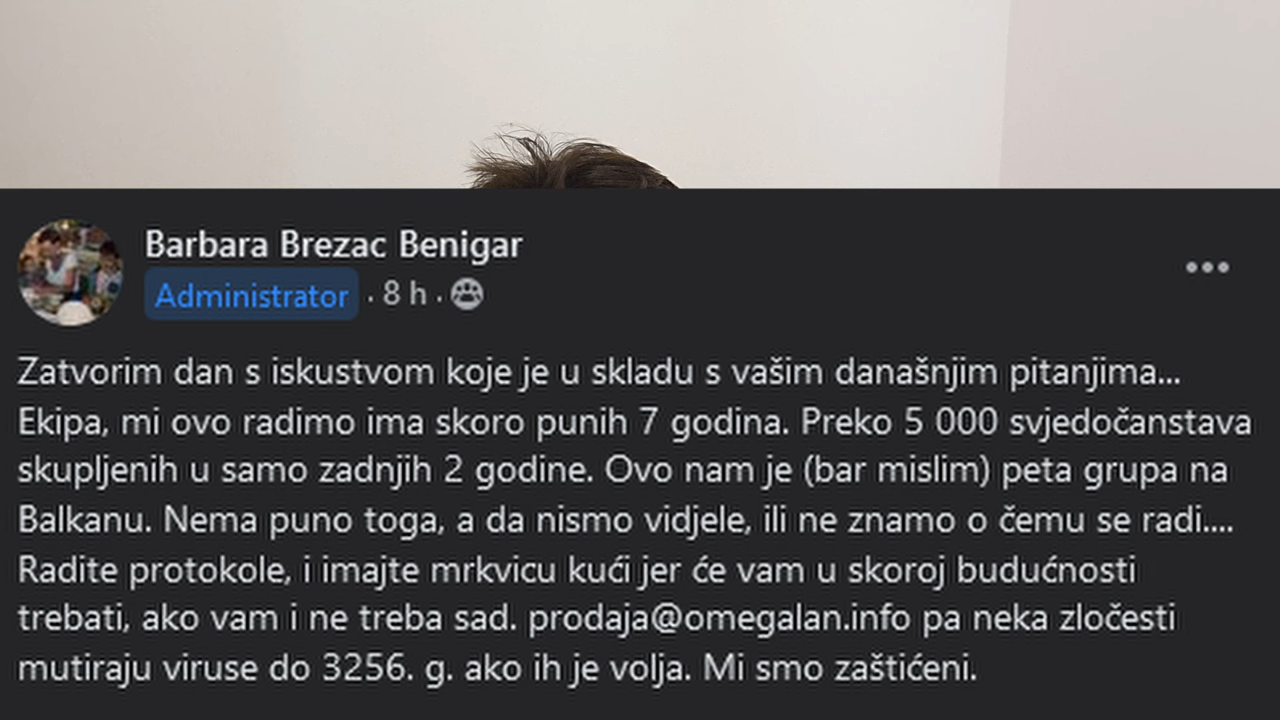 Barbara Brezac Benigar
Administrator · 8 h ·
Zatvorim dan s iskustvom koje je u skladu s vašim današnjim pitanjima...
Ekipa, mi ovo radimo ima skoro punih 7 godina. Preko 5 000 svjedočanstava
skupljenih u samo zadnjih 2 godine. Ovo nam je (bar mislim) peta grupa na
Balkanu. Nema puno toga, a da nismo vidjele, ili ne znamo o čemu se radi....
Radite protokole, i imajte mrkvicu kući jer će vam u skoroj budućnosti
trebati, ako vam i ne treba sad. prodaja@omegalan.info pa neka zločesti
mutiraju viruse do 3256. g. ako ih je volja. Mi smo zaštićeni.